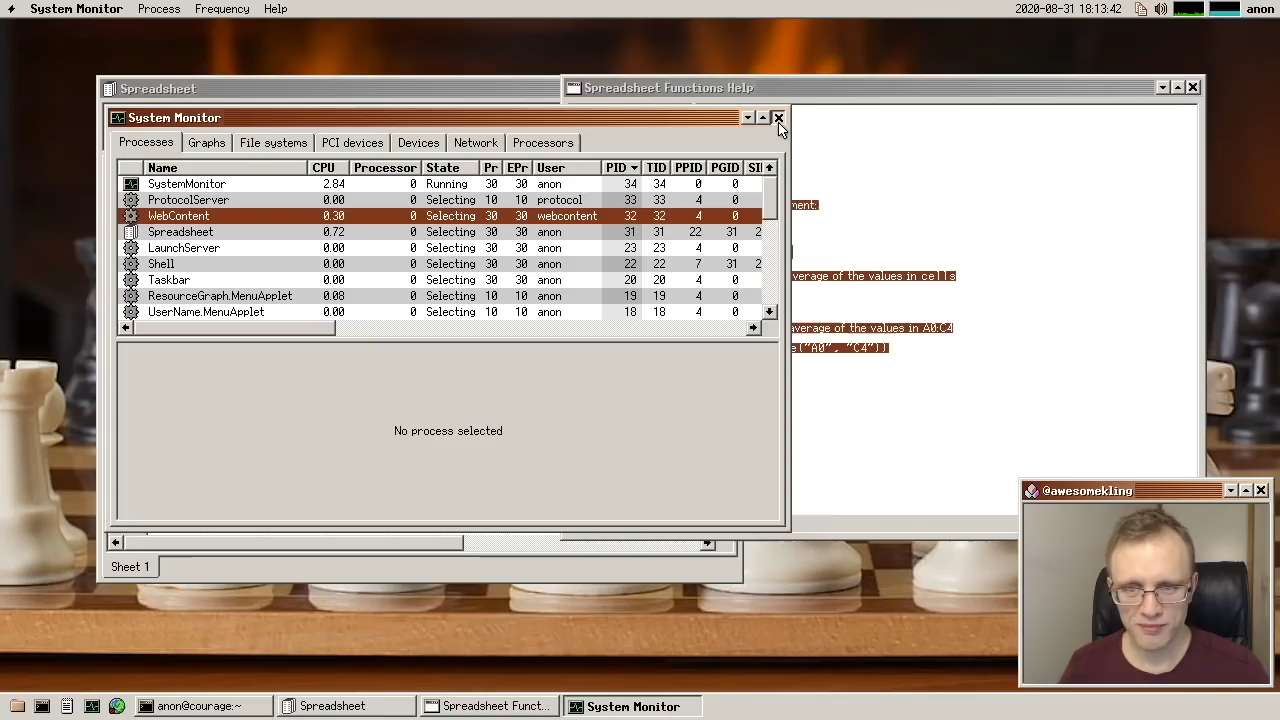 System Monitor Process Frequency Help 2020-08-31 18:13:42 anon
Spreadsheet
Spreadsheet Functions Help
System Monitor
Processes Graphs File systems PCI devices Devices Network Processors
Name CPU Processor State Pr EPr User PID TID PPID PGID SI
SystemMonitor 2.84 0 Running 30 30 anon 34 34 0 0
ProtocolServer 0.00 0 Selecting 10 10 protocol 33 33 4 0
WebContent 0.30 0 Selecting 30 30 webcontent 32 32 4 0
Spreadsheet 0.72 0 Selecting 30 30 anon 31 31 22 31 2
LaunchServer 0.00 0 Selecting 30 30 anon 23 23 4 0
Shell 0.00 0 Selecting 30 30 anon 22 22 7 31 2
Taskbar 0.00 0 Selecting 30 30 anon 20 20 4 0
ResourceGraph.MenuApplet 0.08 0 Selecting 10 10 anon 19 19 4 0
UserName.MenuApplet 0.00 0 Selecting 10 10 anon 18 18 4 0
No process selected
ment:
verage of the values in cells
average of the values in A0:C4
e("A0", "C4"))
Sheet 1
@awesomekling
anon@courage:~ Spreadsheet Spreadsheet Funct... System Monitor